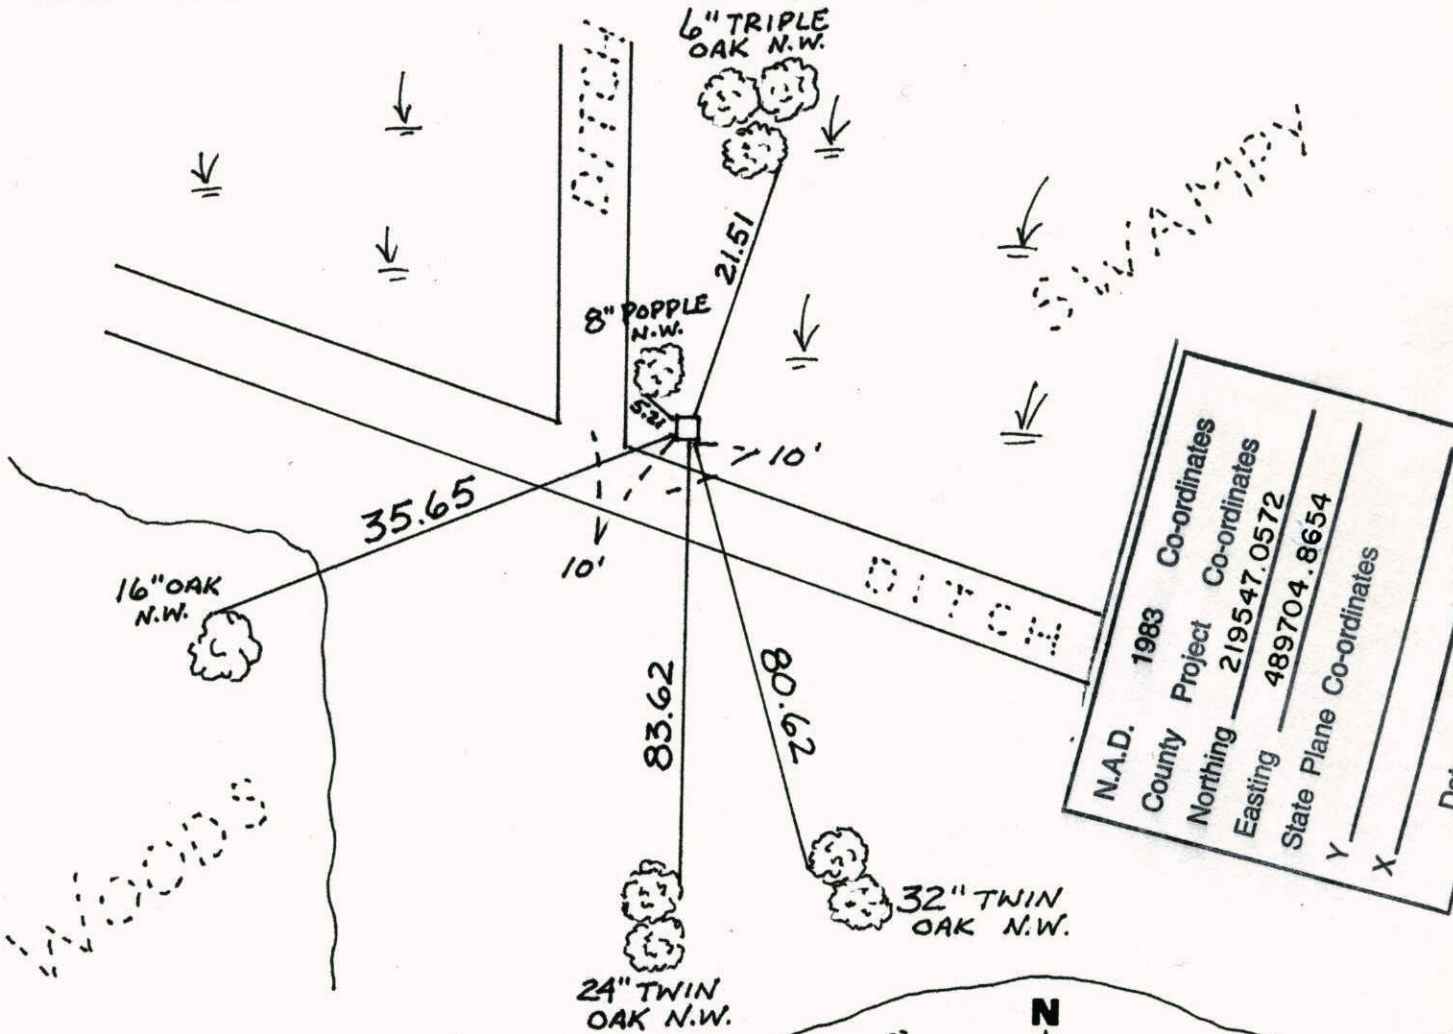 6" TRIPLE
OAK N.W.
DITCH
SWAMPY
21.51
8" POPPLE
N.W.
5.21
10'
35.65
10'
16" OAK
N.W.
DITCH
83.62
80.62
WOODS
32" TWIN
OAK N.W.
24" TWIN
OAK N.W.
N
N.A.D. 1983 Co-ordinates
County Project Co-ordinates
Northing 219547.0572
Easting 489704.8654
State Plane Co-ordinates
Y
X